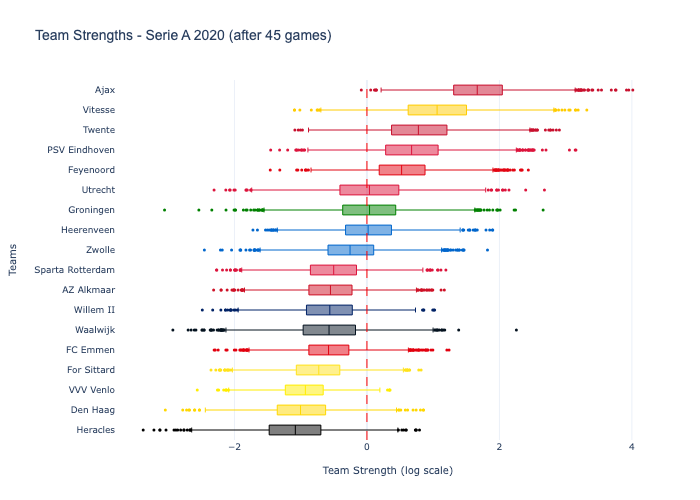 Team Strengths - Serie A 2020 (after 45 games)
Ajax
Vitesse
Twente
PSV Eindhoven
Feyenoord
Utrecht
Groningen
Heerenveen
Zwolle
Sparta Rotterdam
AZ Alkmaar
Willem II
Waalwijk
FC Emmen
For Sittard
VVV Venlo
Den Haag
Heracles
Teams
−2 0 2 4
Team Strength (log scale)